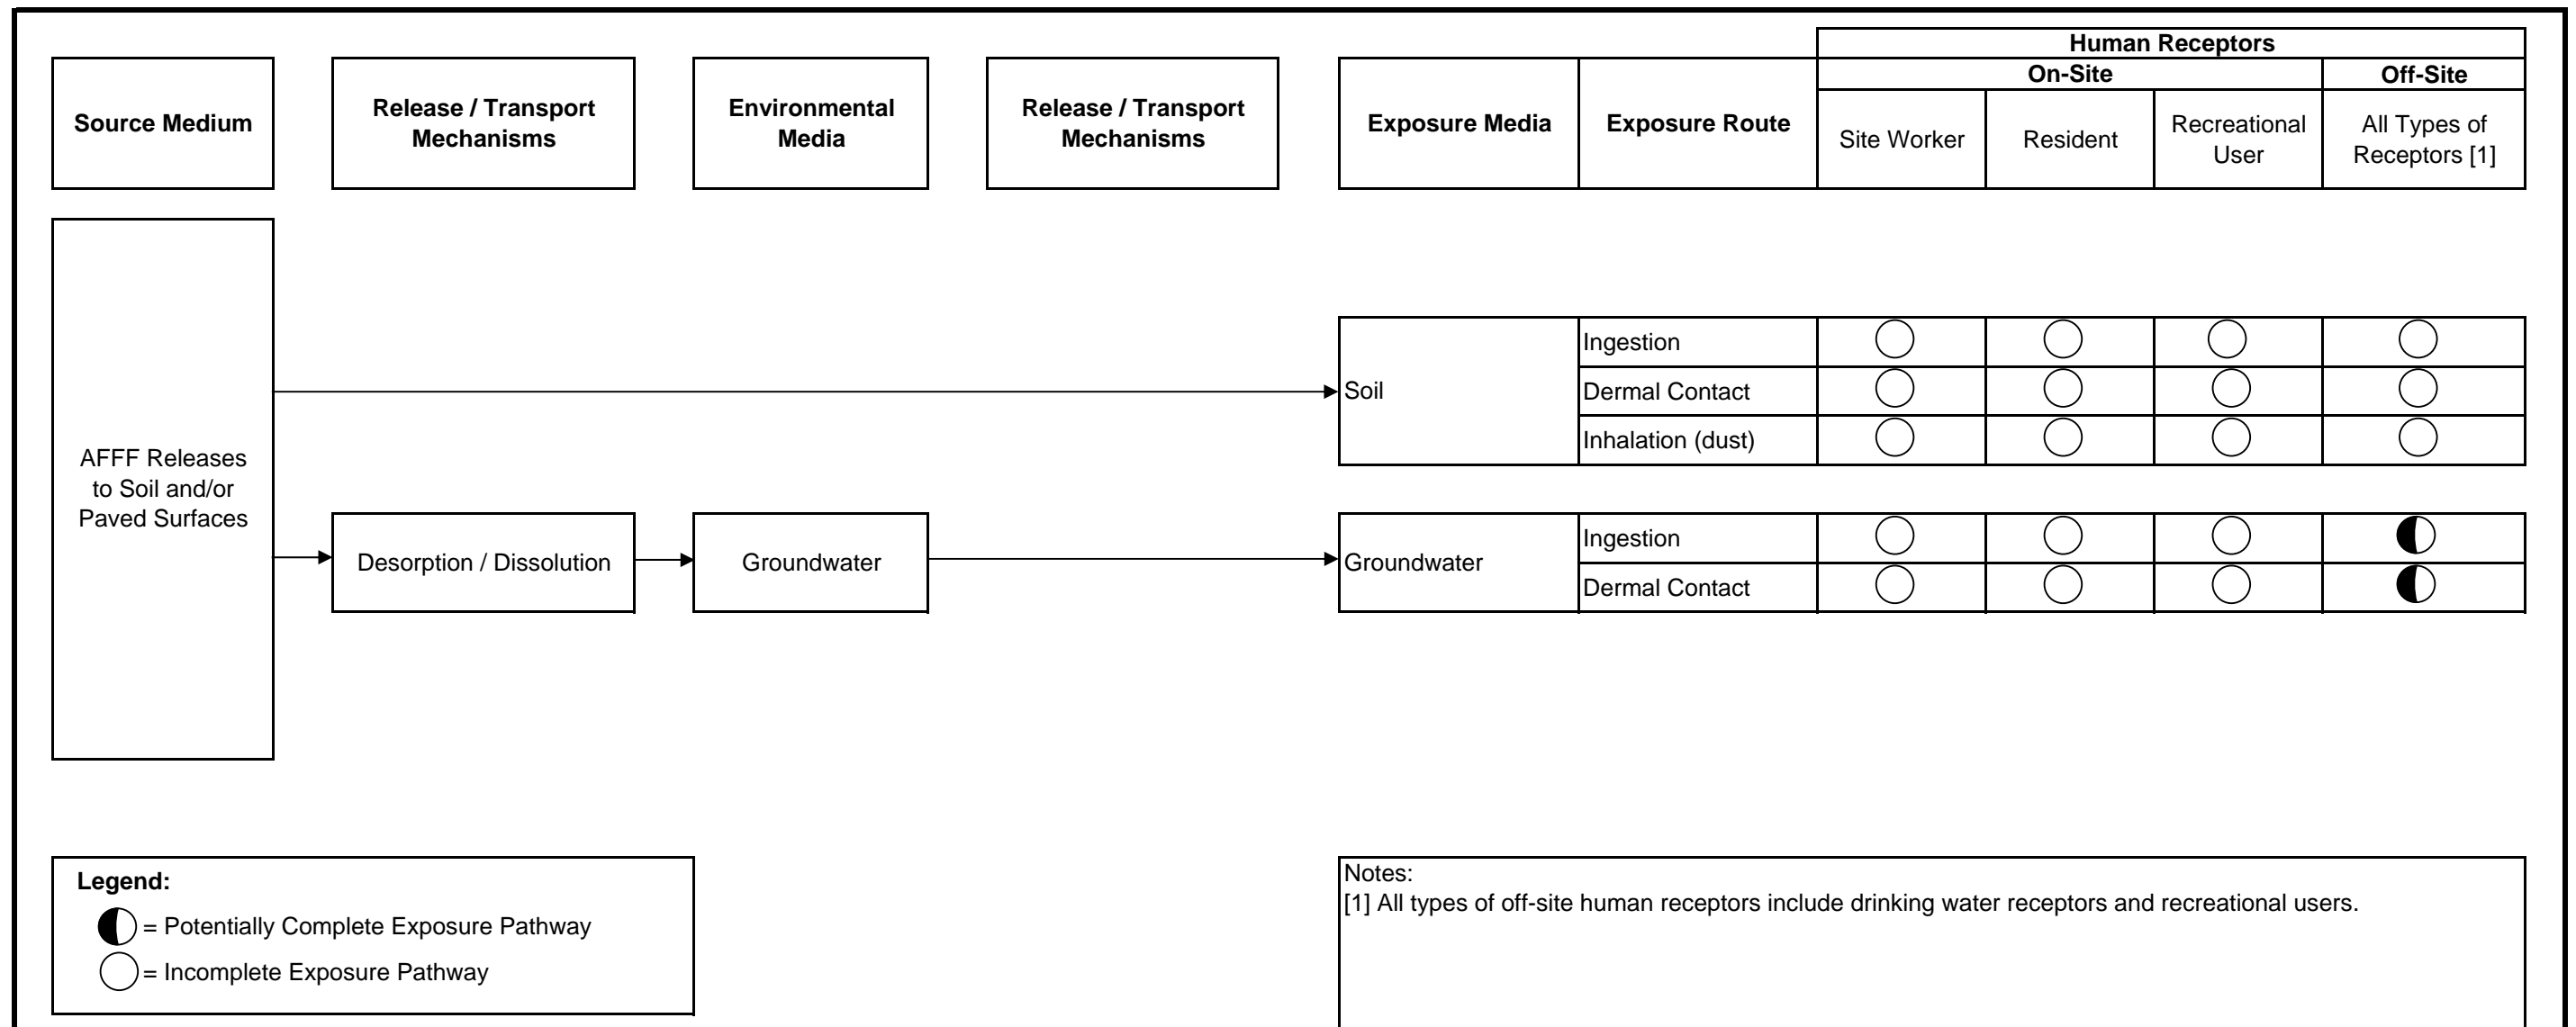 Human Receptors
On-Site
Off-Site
Source Medium
Release / Transport
Mechanisms
Environmental
Media
Release / Transport
Mechanisms
Exposure Media
Exposure Route
Site Worker
Resident
Recreational
User
All Types of
Receptors [1]
AFFF Releases
to Soil and/or
Paved Surfaces
Soil
Ingestion
Dermal Contact
Inhalation (dust)
Desorption / Dissolution
Groundwater
Groundwater
Ingestion
Dermal Contact
Legend:
= Potentially Complete Exposure Pathway
= Incomplete Exposure Pathway
Notes:
[1] All types of off-site human receptors include drinking water receptors and recreational users.